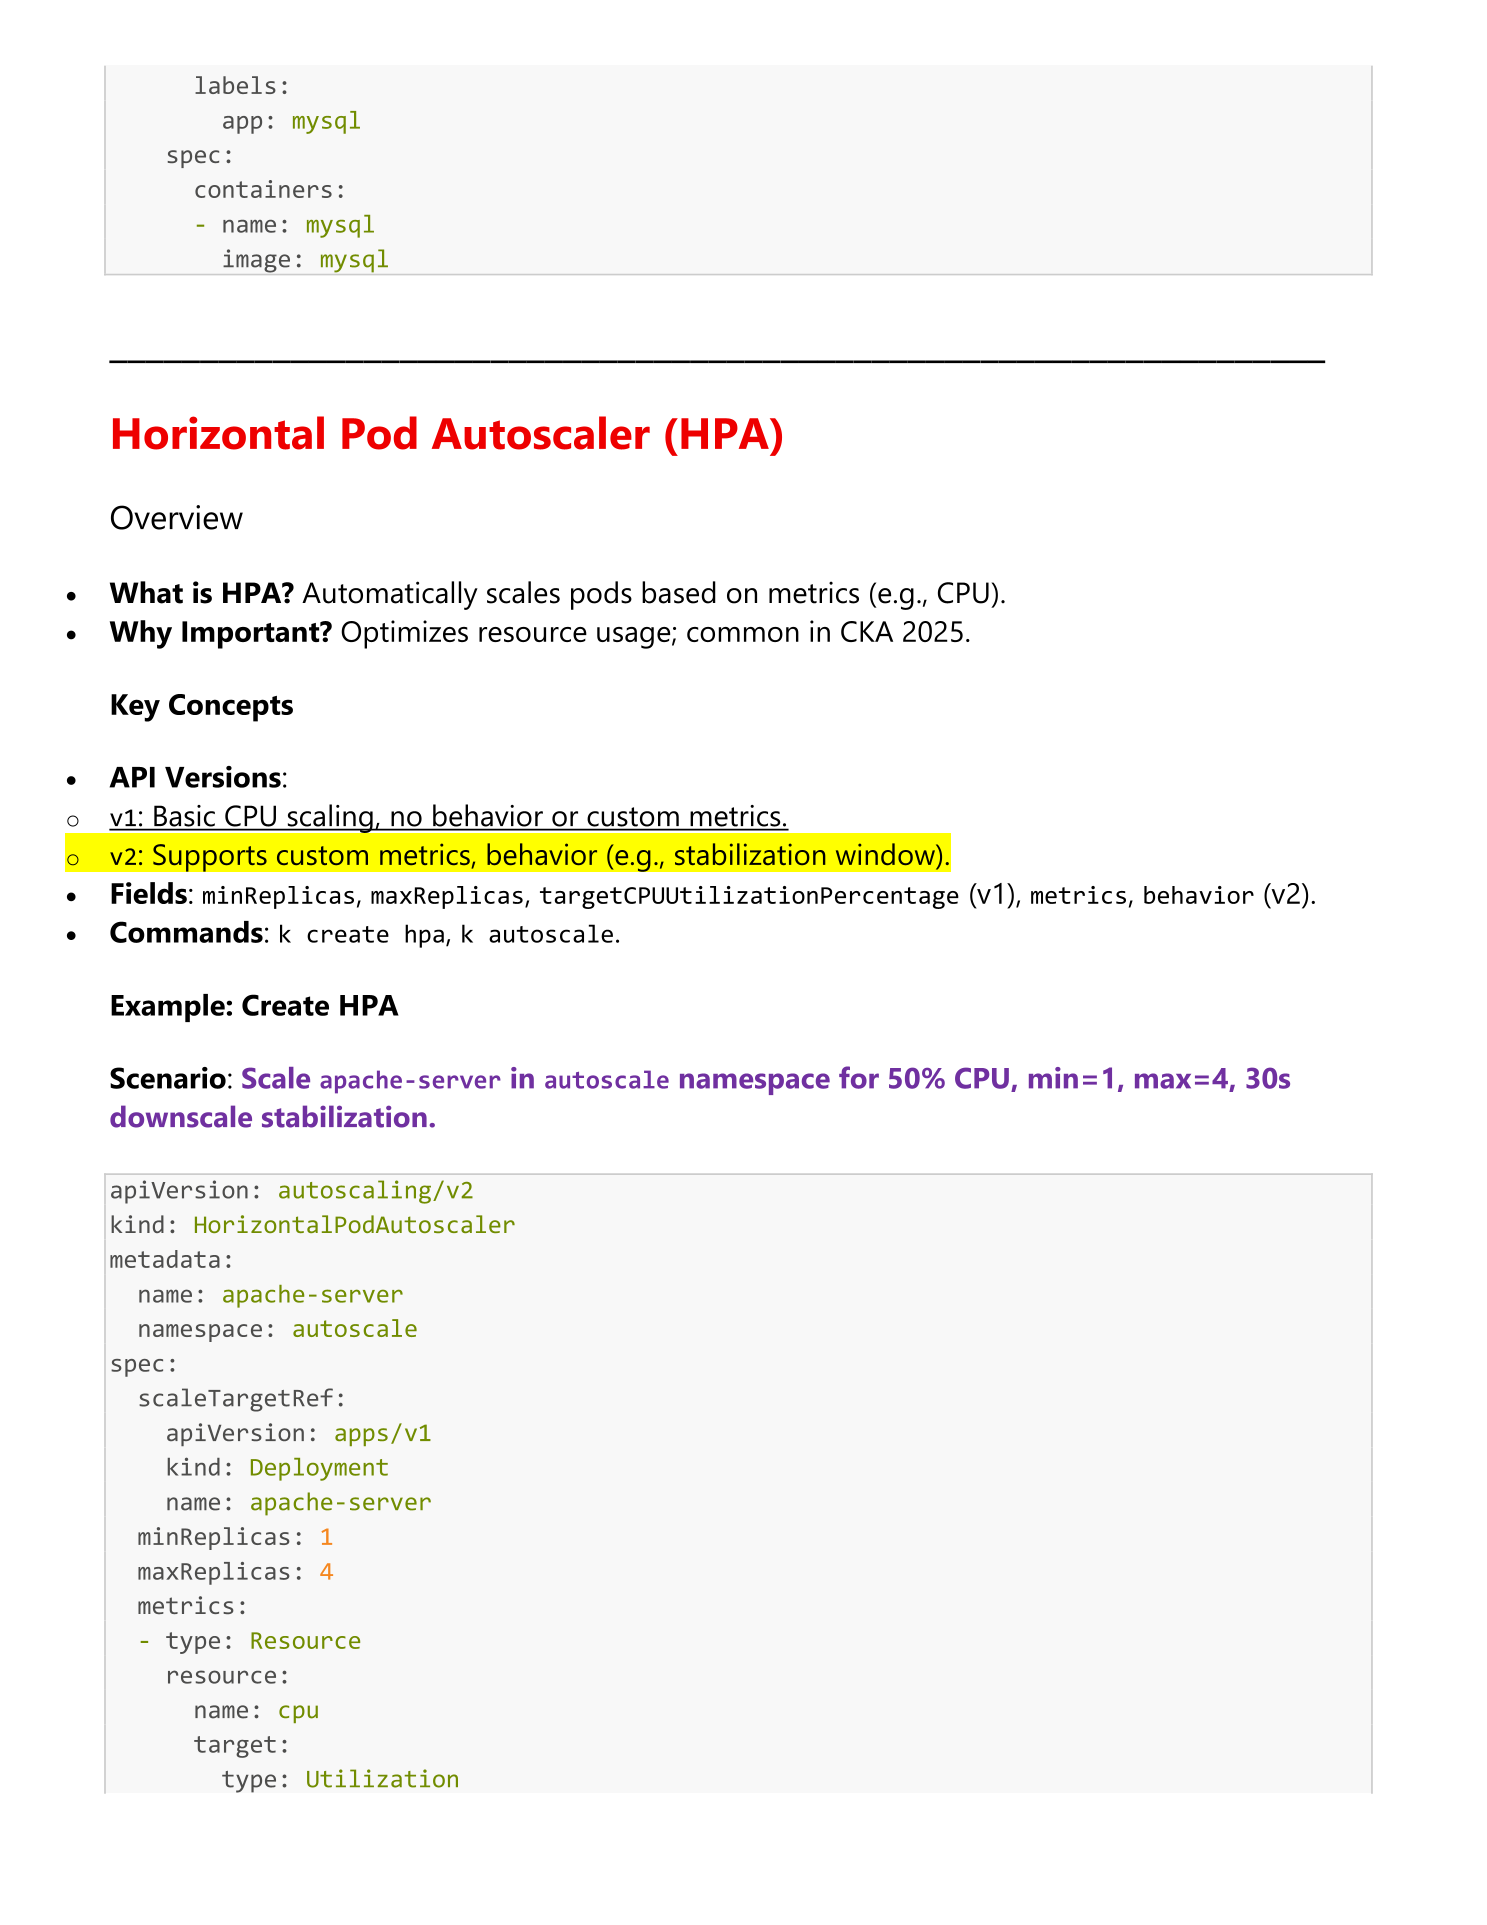 labels:
        app: mysql
    spec:
      containers:
      - name: mysql
        image: mysql
Horizontal Pod Autoscaler (HPA)
Overview
• What is HPA? Automatically scales pods based on metrics (e.g., CPU).
• Why Important? Optimizes resource usage; common in CKA 2025.
Key Concepts
• API Versions:
o v1: Basic CPU scaling, no behavior or custom metrics.
o v2: Supports custom metrics, behavior (e.g., stabilization window).
• Fields: minReplicas, maxReplicas, targetCPUUtilizationPercentage (v1), metrics, behavior (v2).
• Commands: k create hpa, k autoscale.
Example: Create HPA
Scenario: Scale apache-server in autoscale namespace for 50% CPU, min=1, max=4, 30s
downscale stabilization.
apiVersion: autoscaling/v2
kind: HorizontalPodAutoscaler
metadata:
  name: apache-server
  namespace: autoscale
spec:
  scaleTargetRef:
    apiVersion: apps/v1
    kind: Deployment
    name: apache-server
  minReplicas: 1
  maxReplicas: 4
  metrics:
  - type: Resource
    resource:
      name: cpu
      target:
        type: Utilization